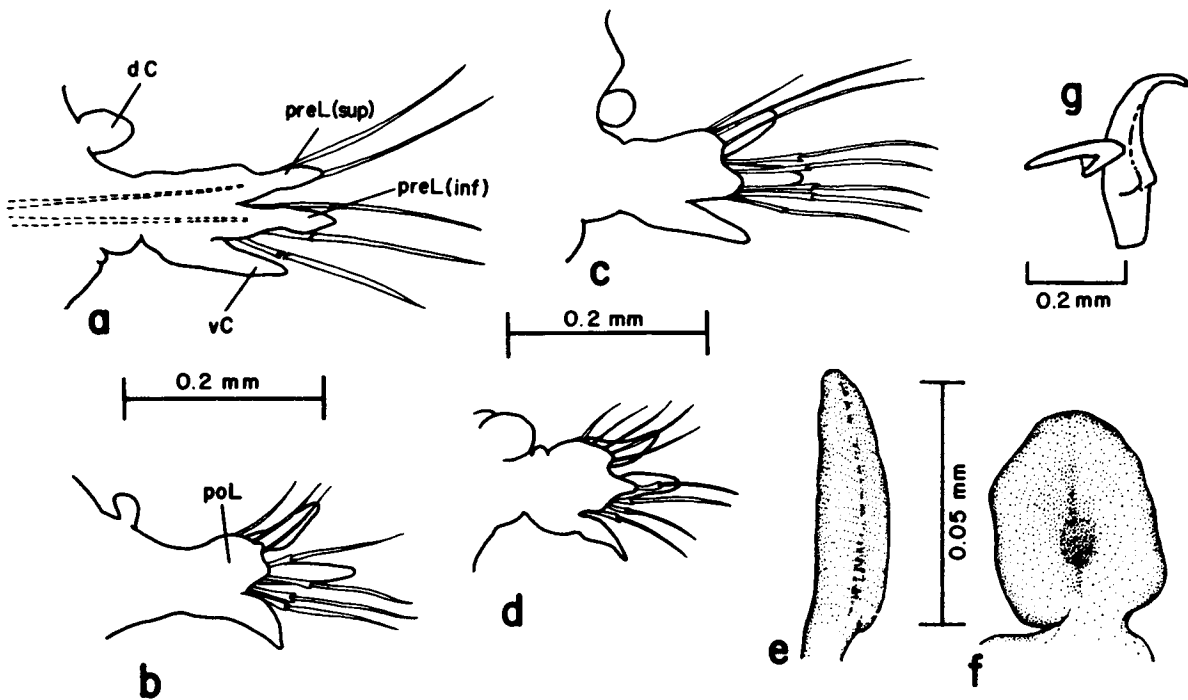 dC
preL(sup)
preL(inf)
a
vC
0.2 mm
c
0.2 mm
g
0.2 mm
poL
b
d
e
0.05 mm
f